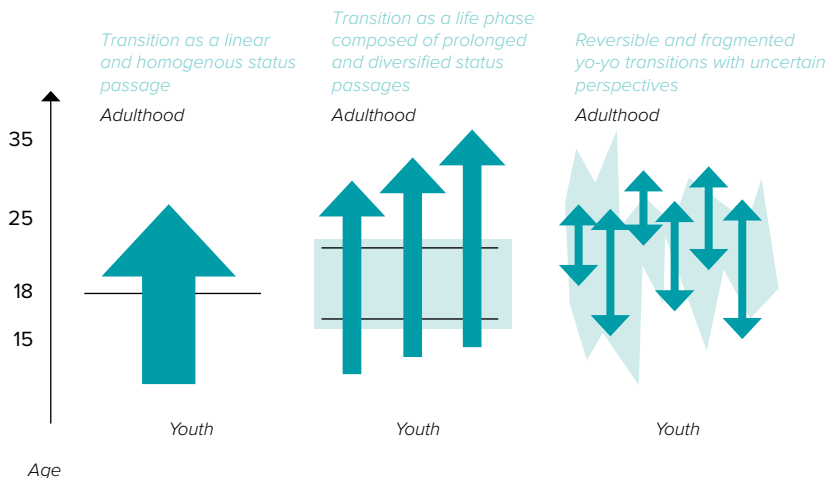 Transition as a linear
and homogenous status
passage
Transition as a life phase
composed of prolonged
and diversified status
passages
Reversible and fragmented
yo-yo transitions with uncertain
perspectives
Adulthood
Adulthood
Adulthood
35
25
18
15
Youth
Youth
Youth
Age